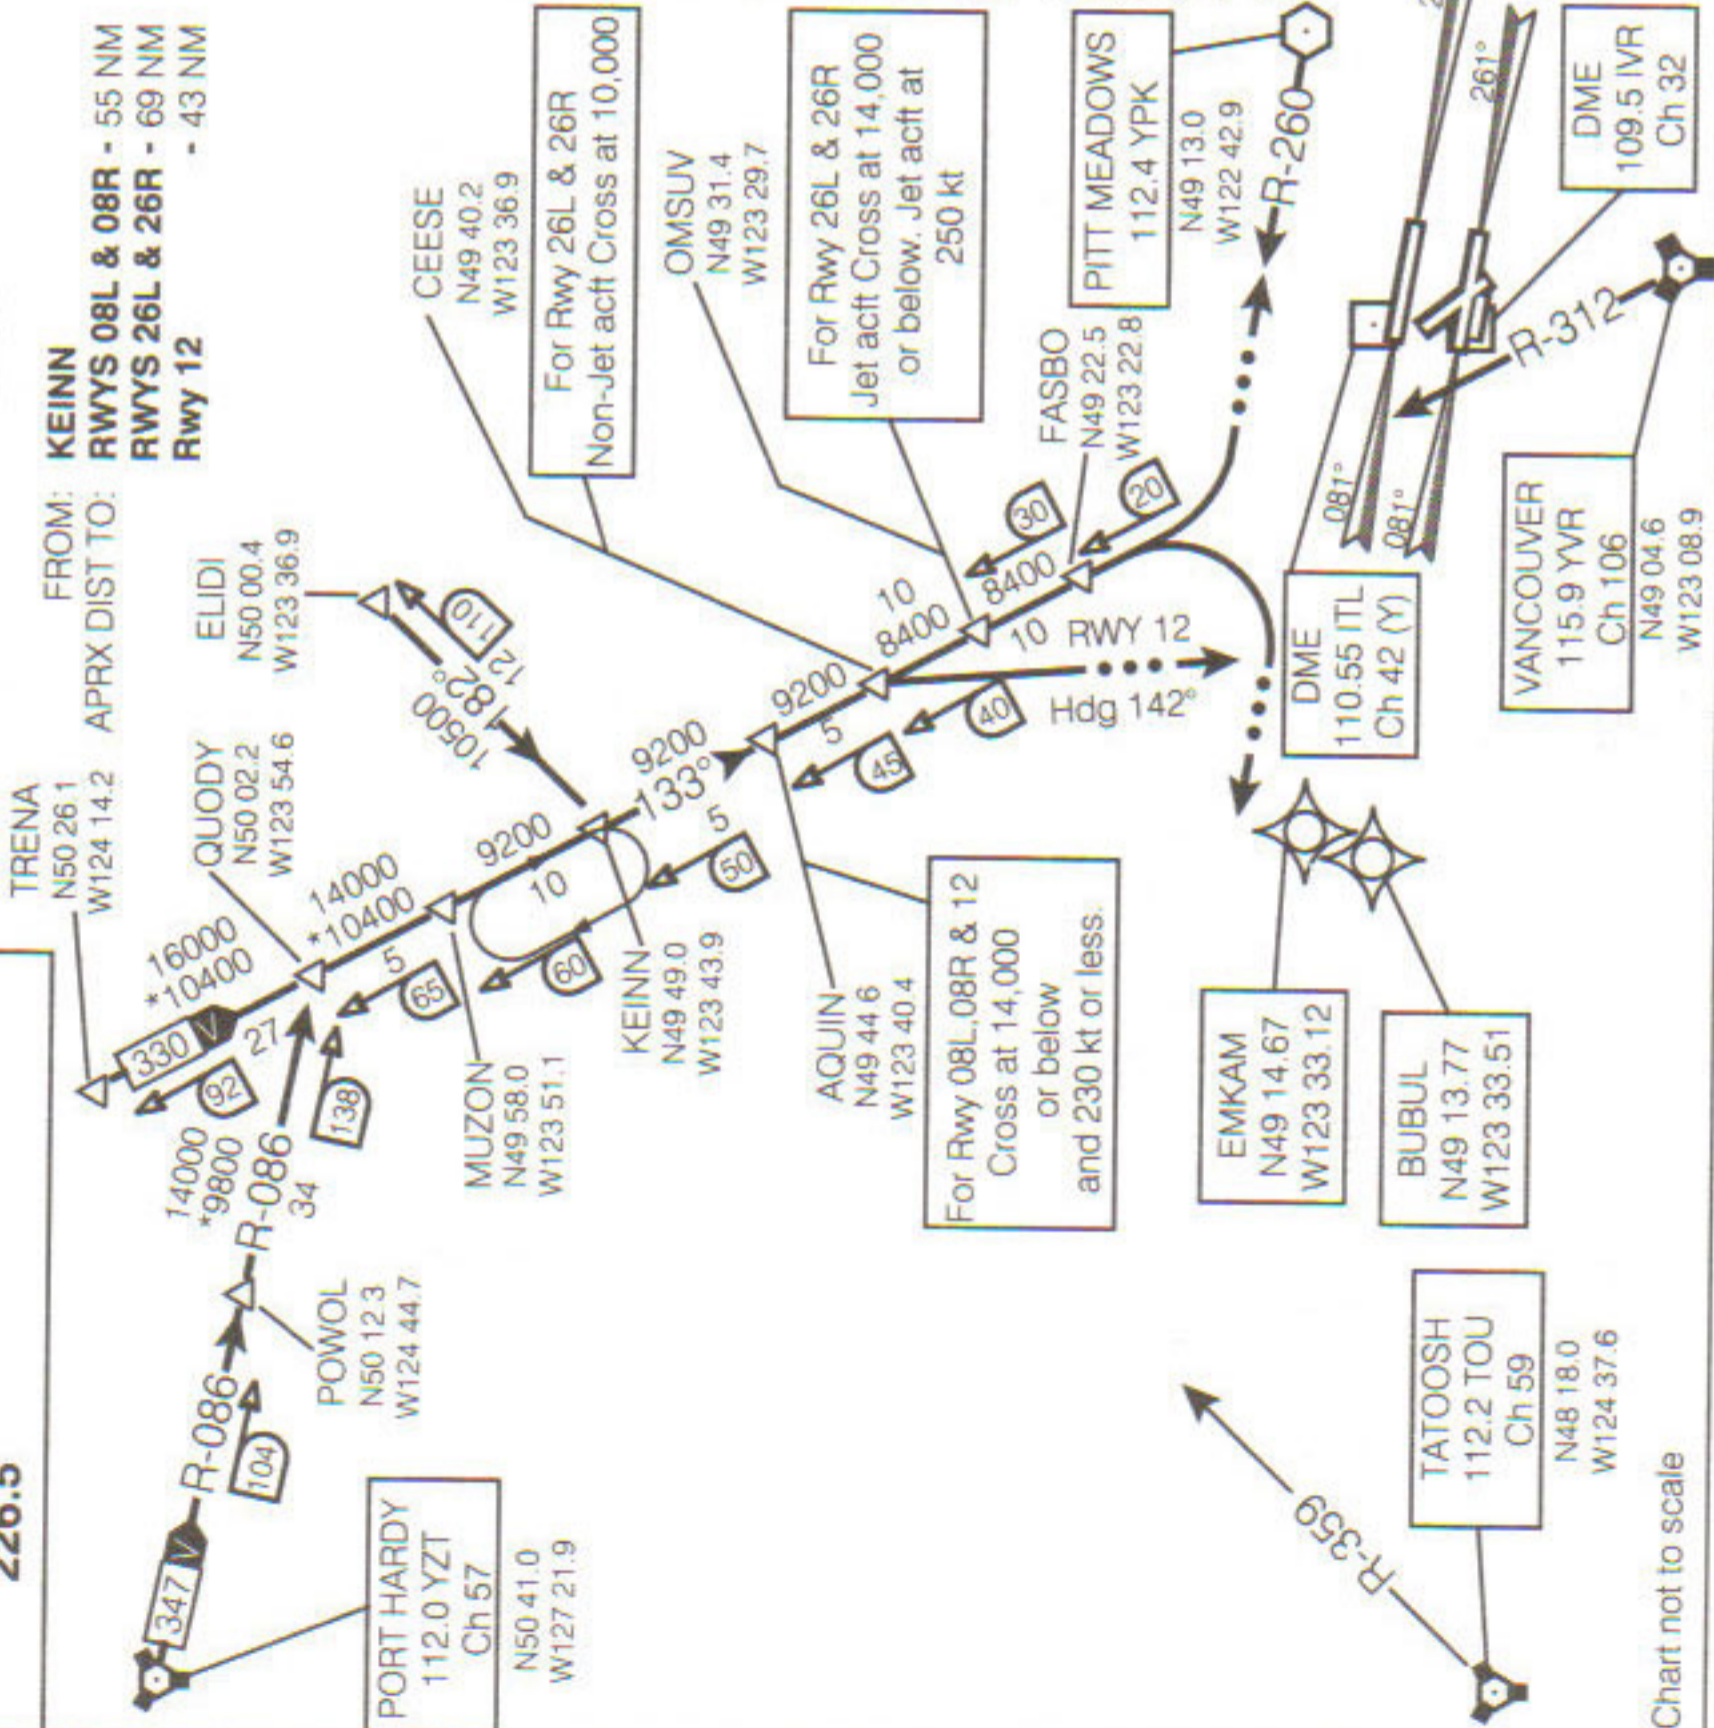 226.5
FROM: KEINN
APRX DIST TO: RWYS 08L & 08R - 55 NM
RWYS 26L & 26R - 69 NM
Rwy 12 - 43 NM
TRENA
N50 26 1
W124 14.2
16000
*10400
330
V
27
92
QUODY
N50 02.2
W123 54.6
ELIDI
N50 00.4
W123 36.9
110
12
182°
10500
14000
*10400
5
65
PORT HARDY
112.0 YZT
Ch 57
N50 41.0
W127 21.9
347
V
R-086
104
POWOL
N50 12.3
W124 44.7
14000
*9800
R-086
34
138
MUZON
N49 58.0
W123 51.1
9200
10
60
KEINN
N49 49.0
W123 43.9
9200
133°
5
50
CEESE
N49 40.2
W123 36.9
For Rwy 26L & 26R
Non-Jet acft Cross at 10,000
AQUIN
N49 44 6
W123 40 4
For Rwy 08L,08R & 12
Cross at 14,000
or below
and 230 kt or less.
9200
5
45
OMSUV
N49 31.4
W123 29.7
For Rwy 26L & 26R
Jet acft Cross at 14,000
or below. Jet acft at
250 kt
10
8400
10
40
RWY 12
Hdg 142°
8400
30
FASBO
N49 22.5
W123 22.8
20
PITT MEADOWS
112.4 YPK
N49 13.0
W122 42.9
R-260
EMKAM
N49 14.67
W123 33.12
BUBUL
N49 13.77
W123 33.51
DME
110.55 ITL
Ch 42 (Y)
081°
081°
261°
DME
109.5 IVR
Ch 32
R-312
VANCOUVER
115.9 YVR
Ch 106
N49 04.6
W123 08.9
R-359
TATOOSH
112.2 TOU
Ch 59
N48 18.0
W124 37.6
Chart not to scale